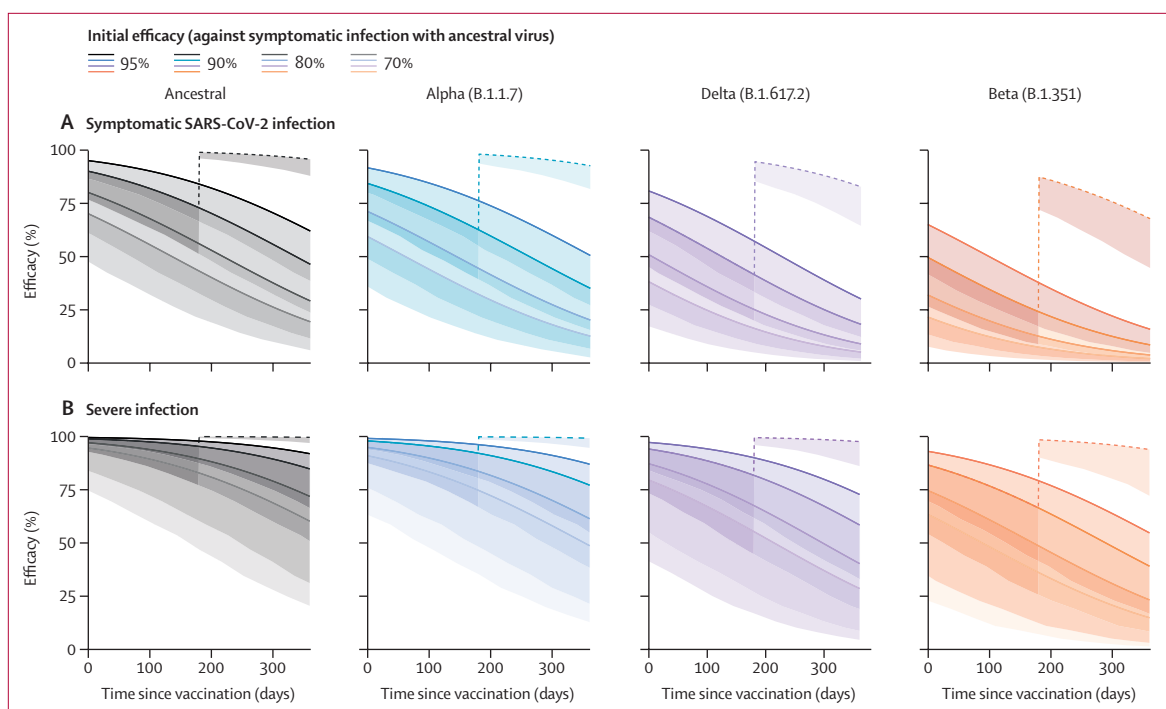 Initial efficacy (against symptomatic infection with ancestral virus)
95% 90% 80% 70%
Ancestral Alpha (B.1.1.7) Delta (B.1.617.2) Beta (B.1.351)
A Symptomatic SARS-CoV-2 infection
100
75
50
25
0
Efficacy (%)
B Severe infection
100
75
50
25
0
Efficacy (%)
0 100 200 300 0 100 200 300 0 100 200 300 0 100 200 300
Time since vaccination (days) Time since vaccination (days) Time since vaccination (days) Time since vaccination (days)